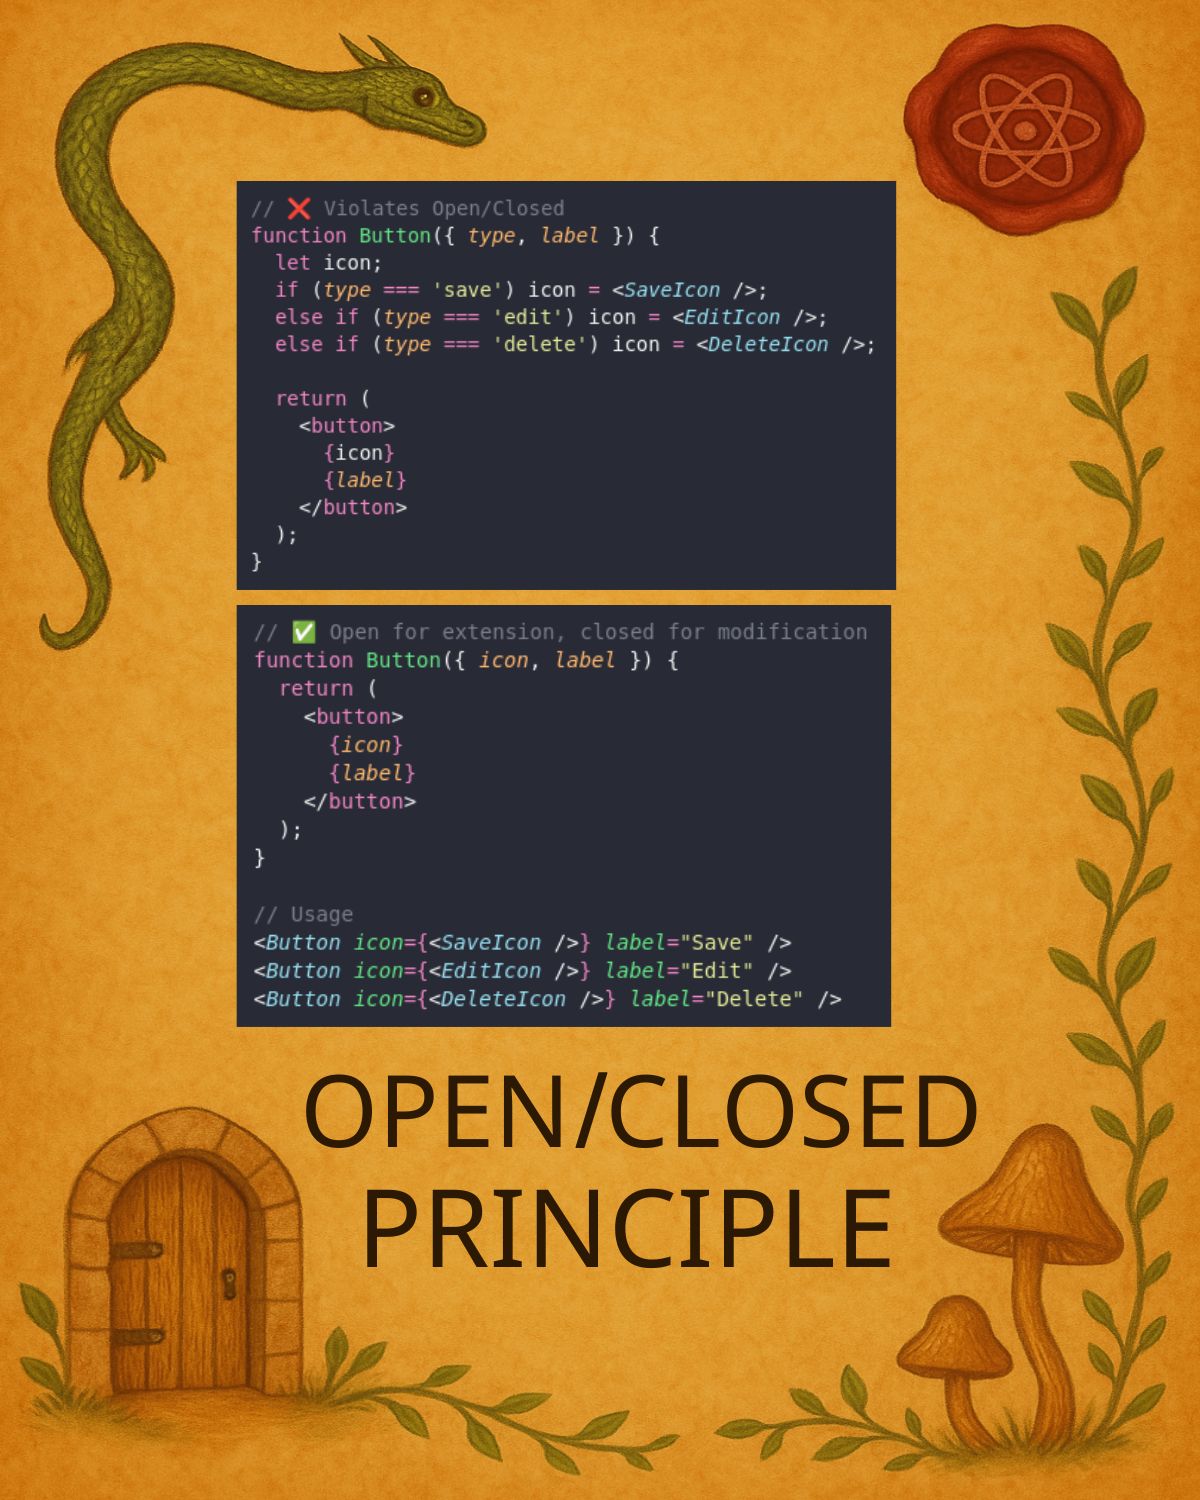 // ❌ Violates Open/Closed
function Button({ type, label }) {
  let icon;
  if (type === 'save') icon = <SaveIcon />;
  else if (type === 'edit') icon = <EditIcon />;
  else if (type === 'delete') icon = <DeleteIcon />;

  return (
    <button>
      {icon}
      {label}
    </button>
  );
}
// ✅ Open for extension, closed for modification
function Button({ icon, label }) {
  return (
    <button>
      {icon}
      {label}
    </button>
  );
}

// Usage
<Button icon={<SaveIcon />} label="Save" />
<Button icon={<EditIcon />} label="Edit" />
<Button icon={<DeleteIcon />} label="Delete" />
OPEN/CLOSED
PRINCIPLE